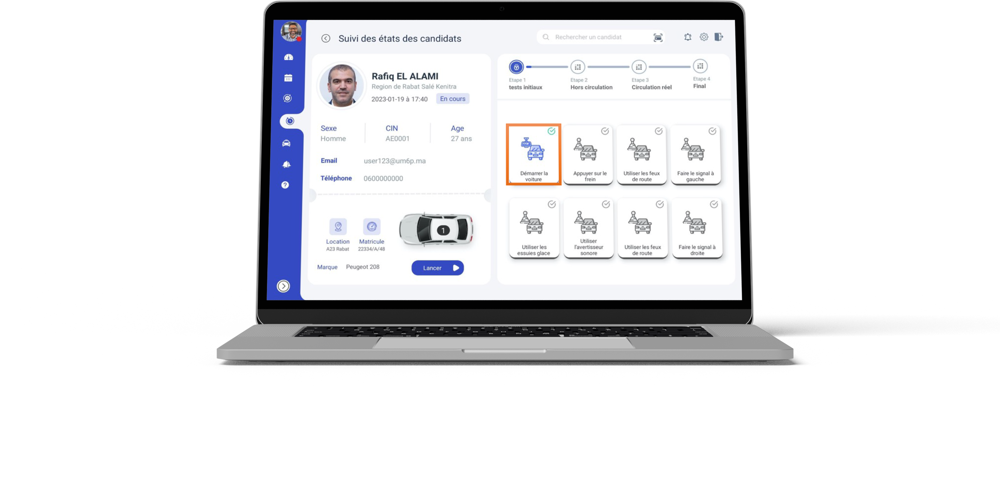 Suivi des états des candidats
Rechercher un candidat
Rafiq EL ALAMI
Region de Rabat Salé Kenitra
2023-01-19 à 17:40 En cours
Sexe CIN Age
Homme AE0001 27 ans
Email user123@um6p.ma
Téléphone 0600000000
1
Location Matricule
A23 Rabat 22334/A/48
Marque Peugeot 208
Lancer
Etape 1
tests initiaux
Etape 2
Hors circulation
Etape 3
Circulation réel
Etape 4
Final
Démarrer la
voiture
Appuyer sur le
frein
Utiliser les feux
de route
Faire le signal à
gauche
Utiliser les
essuies glace
Utiliser
l'avertisseur
sonore
Utiliser les feux
de route
Faire le signal à
droite
?